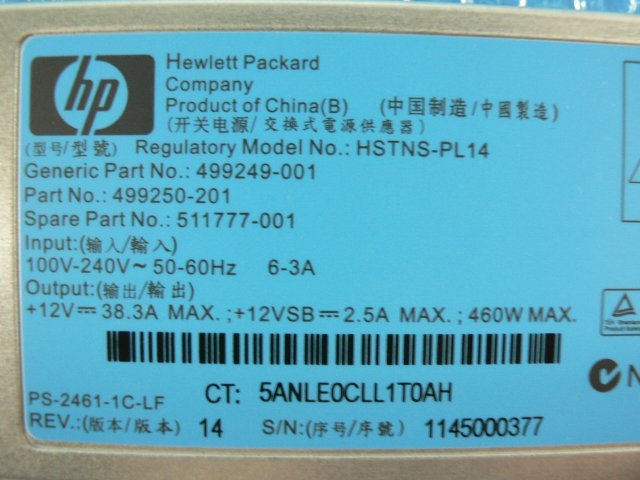 hp
Hewlett Packard
Company
Product of China(B) (中国制造/中國製造)
(开关电源/交換式電源供應器)
(型号/型號) Regulatory Model No.: HSTNS-PL14
Generic Part No.: 499249-001
Part No.: 499250-201
Spare Part No.: 511777-001
Input:(输入/輸入)
100V-240V~ 50-60Hz 6-3A
Output:(输出/輸出)
+12V⎓ 38.3A MAX. ;+12VSB⎓ 2.5A MAX. ; 460W MAX.
CT: 5ANLE0CLL1T0AH
PS-2461-1C-LF
REV.:(版本/版本) 14 S/N:(序号/序號) 1145000377
N